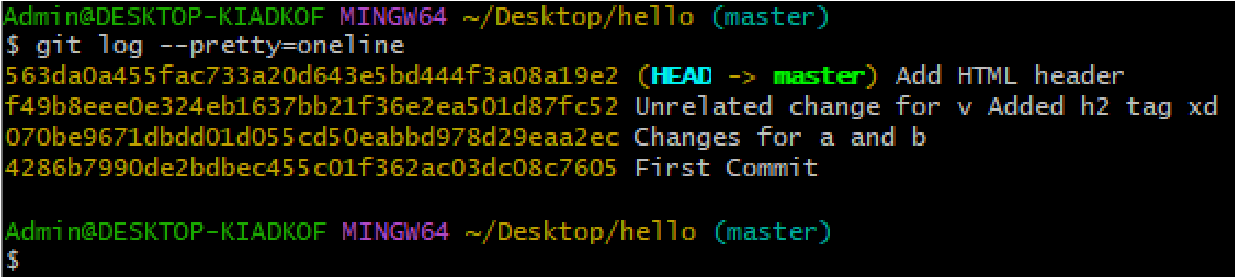 Admin@DESKTOP-KIADKOF MINGW64 ~/Desktop/hello (master)
$ git log --pretty=oneline
563da0a455fac733a20d643e5bd444f3a08a19e2 (HEAD -> master) Add HTML header
f49b8eee0e324eb1637bb21f36e2ea501d87fc52 Unrelated change for v Added h2 tag xd
070be9671dbdd01d055cd50eabbd978d29eaa2ec Changes for a and b
4286b7990de2bdbec455c01f362ac03dc08c7605 First Commit
Admin@DESKTOP-KIADKOF MINGW64 ~/Desktop/hello (master)
$